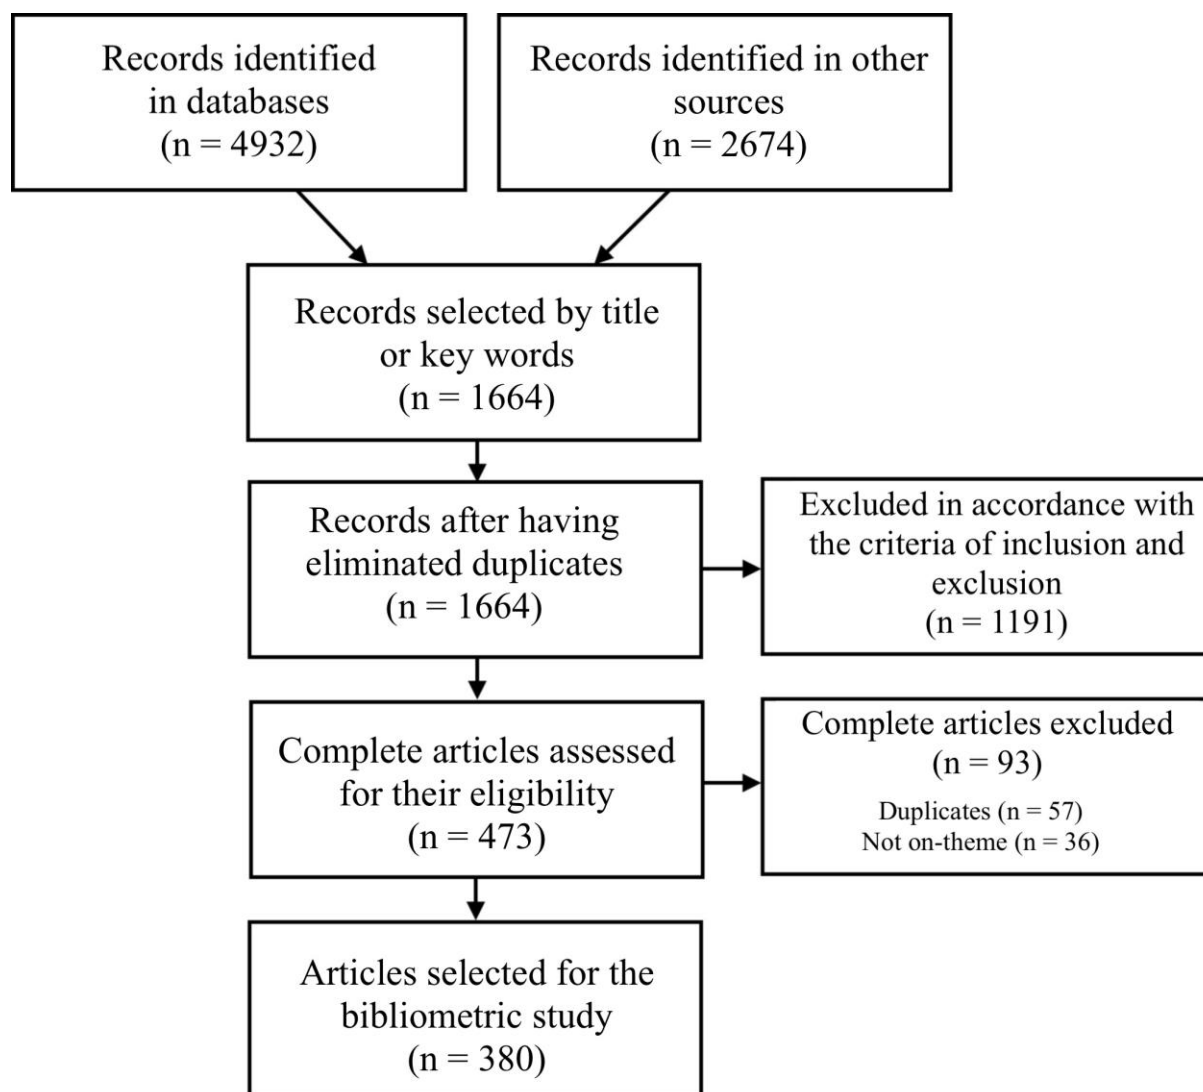 Records identified
in databases
(n = 4932)
Records identified in other
sources
(n = 2674)
Records selected by title
or key words
(n = 1664)
Records after having
eliminated duplicates
(n = 1664)
Excluded in accordance with
the criteria of inclusion and
exclusion
(n = 1191)
Complete articles assessed
for their eligibility
(n = 473)
Complete articles excluded
(n = 93)
Duplicates (n = 57)
Not on-theme (n = 36)
Articles selected for the
bibliometric study
(n = 380)